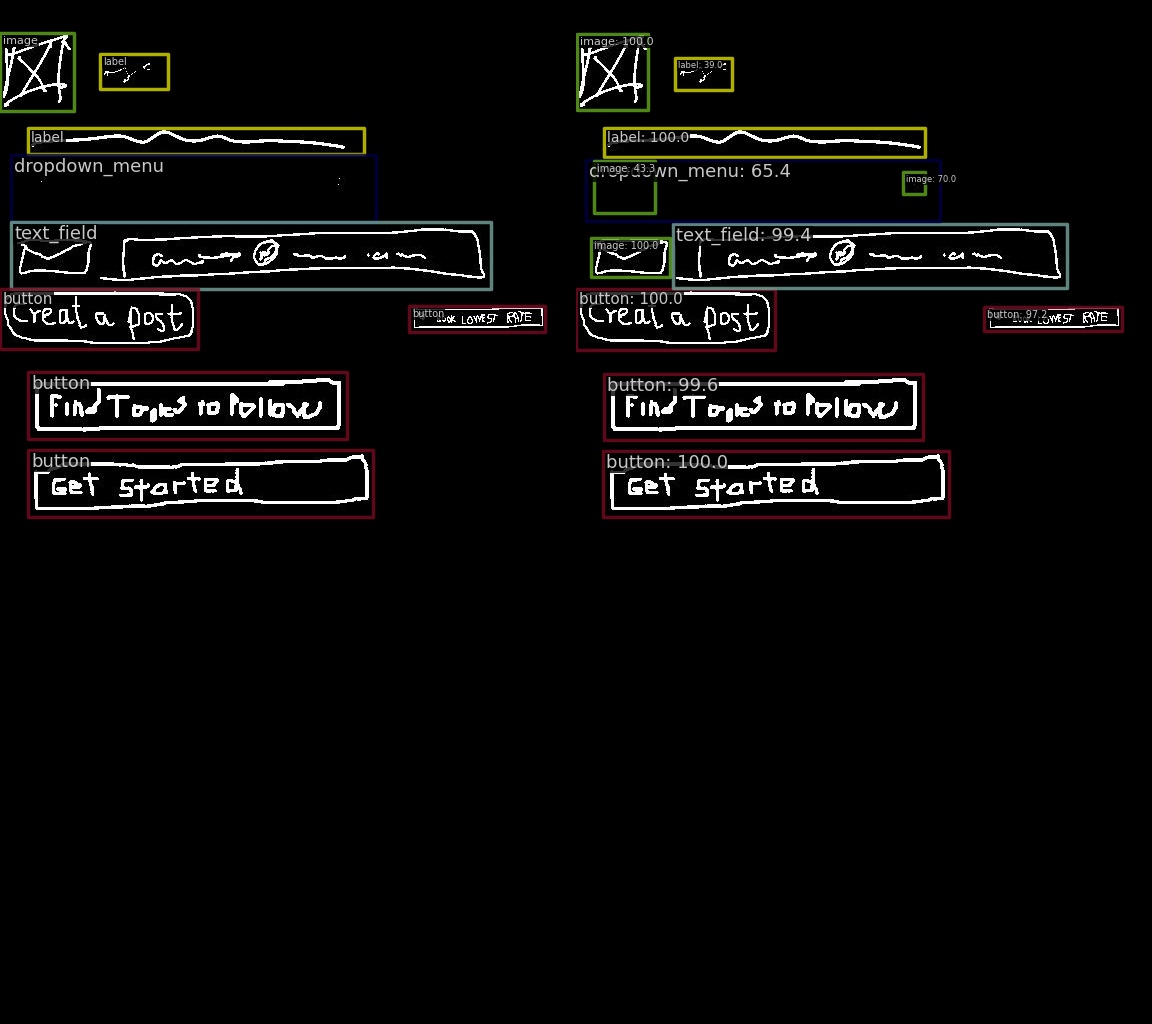 image image: 100.0
label label: 39.0
label label: 100.0
dropdown_menu dropdown_menu: 65.4
image: 43.3
image: 70.0
text_field image: 100.0 text_field: 99.4
button button: 100.0
Creat a post Creat a post
button LOWEST RATE button: 97.2 LOWEST RATE
button button: 99.6
Find Topics to Follow Find Topics to Follow
button button: 100.0
Get Started Get Started